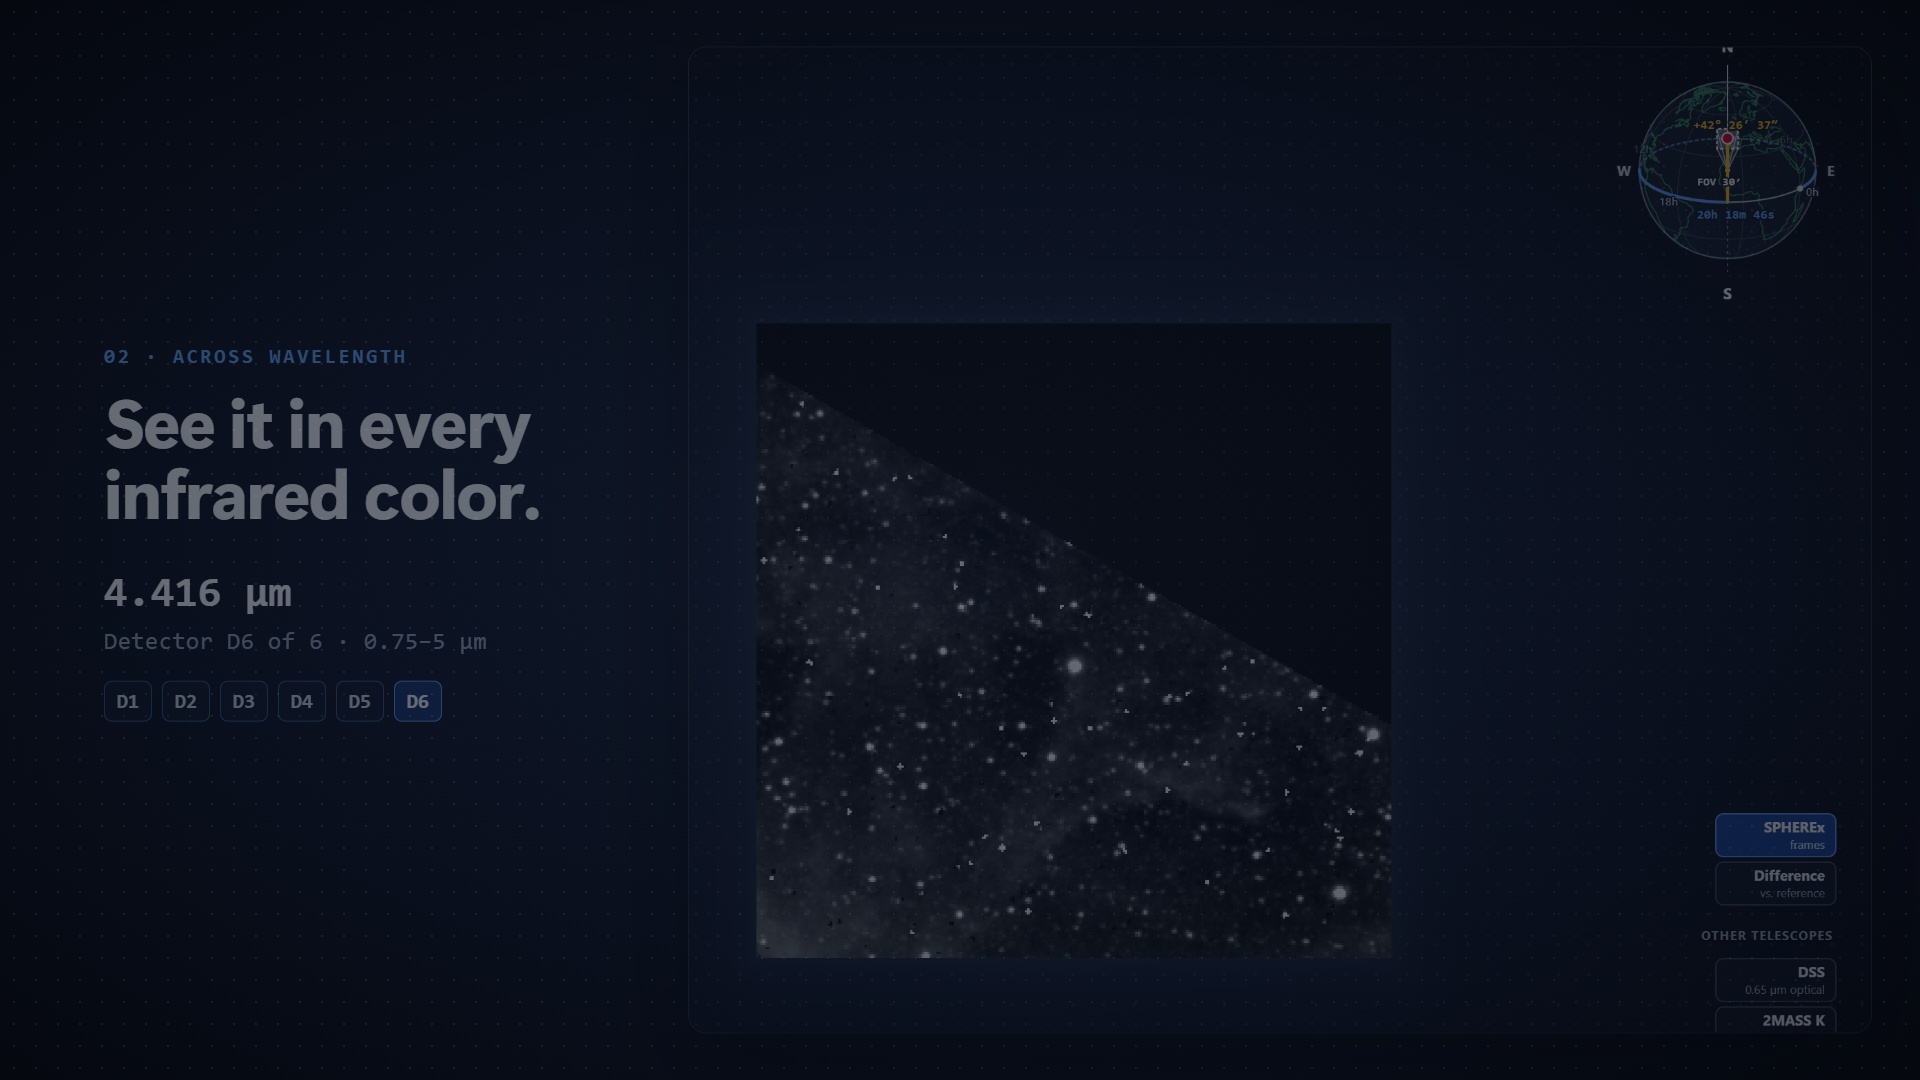 02 · ACROSS WAVELENGTH
See it in every
infrared color.
4.416 µm
Detector D6 of 6 · 0.75–5 µm
D1 D2 D3 D4 D5 D6
N
+42° 26′ 37″
W
E
FOV 30′
0h
18h
20h 18m 46s
S
SPHEREx
frames
Difference
vs. reference
OTHER TELESCOPES
DSS
0.65 µm optical
2MASS K